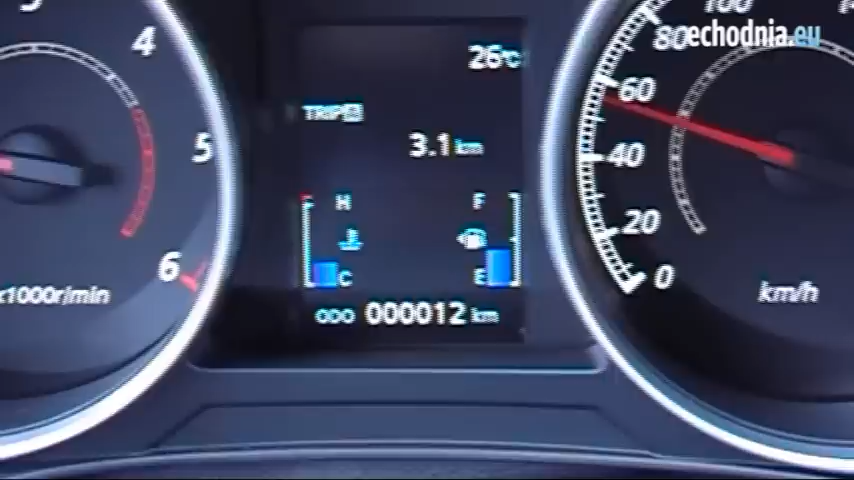 echodnia.eu
100
80
60
40
20
0
km/h
4
5
6
x1000r/min
26°C
TRIP A
3.1 km
H
F
C
E
ODO 000012 km